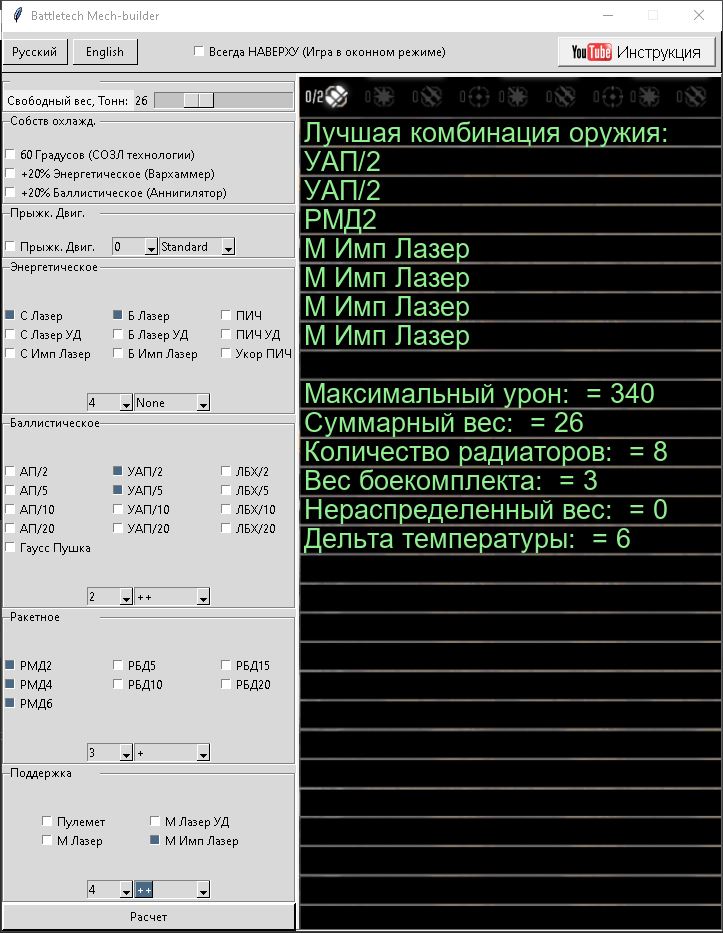 Battletech Mech-builder
Русский English Всегда НАВЕРХУ (Игра в оконном режиме) YouTube Инструкция
Свободный вес, Тонн: 26
Собств охлажд.
60 Градусов (СОЗЛ технологии)
+20% Энергетическое (Вархаммер)
+20% Баллистическое (Аннигилятор)
Прыжк. Двиг.
Прыжк. Двиг. 0 Standard
Энергетическое
С Лазер Б Лазер ПИЧ
С Лазер УД Б Лазер УД ПИЧ УД
С Имп Лазер Б Имп Лазер Укор ПИЧ
4 None
Баллистическое
АП/2 УАП/2 ЛБХ/2
АП/5 УАП/5 ЛБХ/5
АП/10 УАП/10 ЛБХ/10
АП/20 УАП/20 ЛБХ/20
Гаусс Пушка
2 ++
Ракетное
РМД2 РБД5 РБД15
РМД4 РБД10 РБД20
РМД6
3 +
Поддержка
Пулемет М Лазер УД
М Лазер М Имп Лазер
4 ++
Расчет
0/2
Лучшая комбинация оружия:
УАП/2
УАП/2
РМД2
М Имп Лазер
М Имп Лазер
М Имп Лазер
М Имп Лазер
Максимальный урон: = 340
Суммарный вес: = 26
Количество радиаторов: = 8
Вес боекомплекта: = 3
Нераспределенный вес: = 0
Дельта температуры: = 6